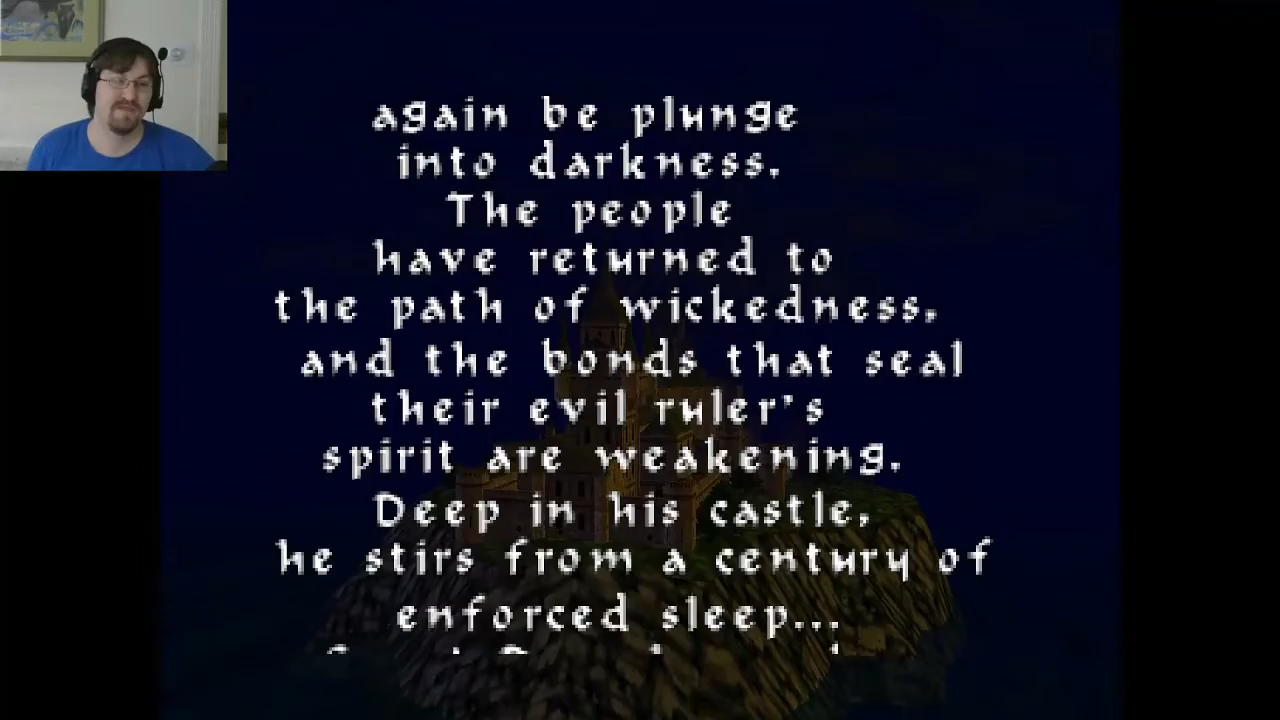 again be plunge
into darkness.
The people
have returned to
the path of wickedness,
and the bonds that seal
their evil ruler's
spirit are weakening.
Deep in his castle,
he stirs from a century of
enforced sleep...